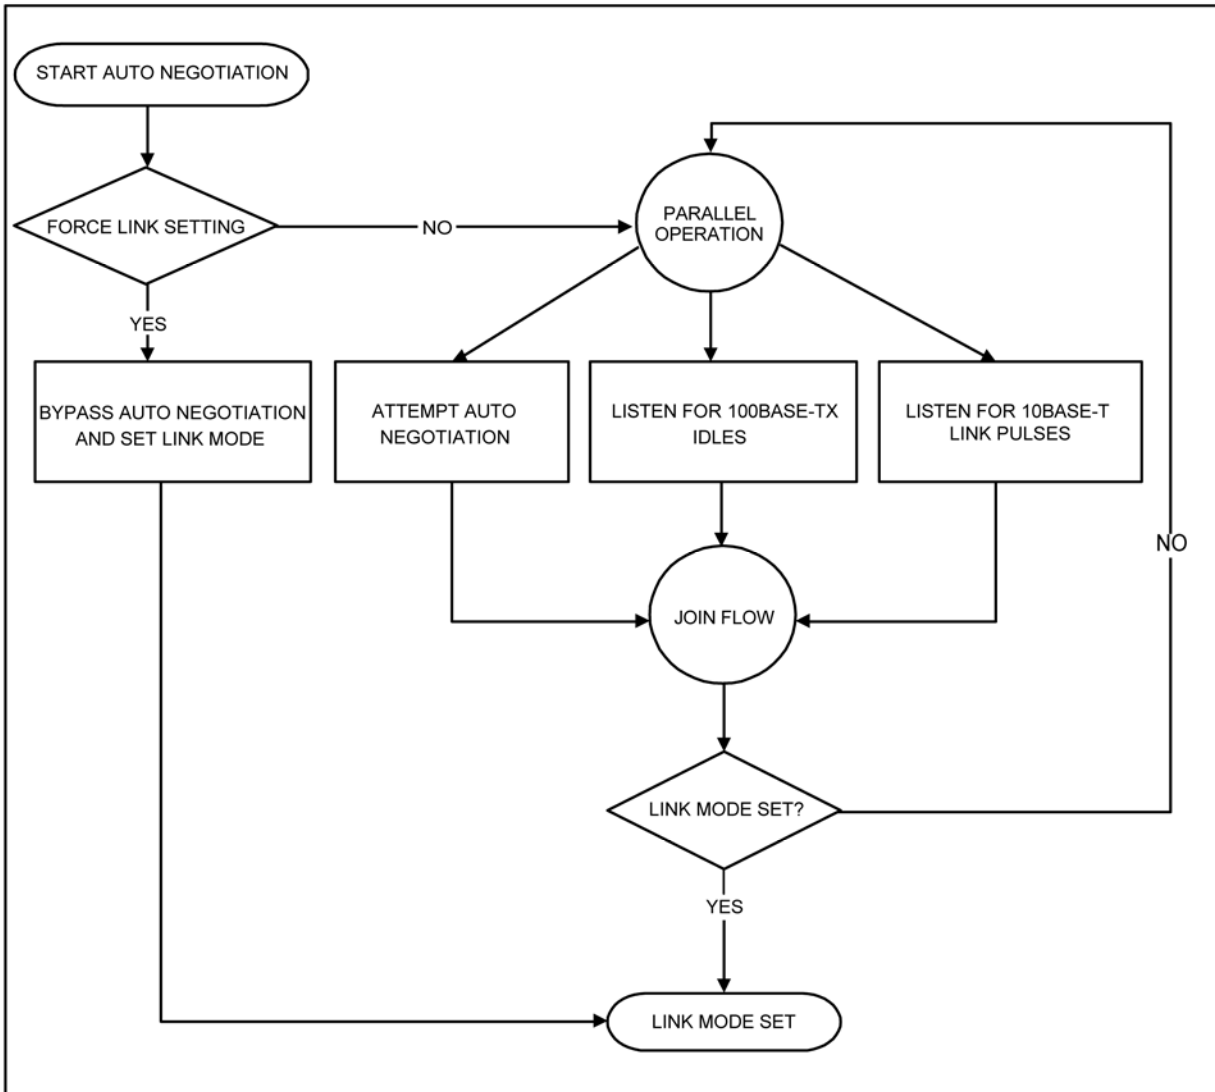 START AUTO NEGOTIATION
FORCE LINK SETTING
NO
PARALLEL
OPERATION
YES
BYPASS AUTO NEGOTIATION
AND SET LINK MODE
ATTEMPT AUTO
NEGOTIATION
LISTEN FOR 100BASE-TX
IDLES
LISTEN FOR 10BASE-T
LINK PULSES
NO
JOIN FLOW
LINK MODE SET?
YES
LINK MODE SET